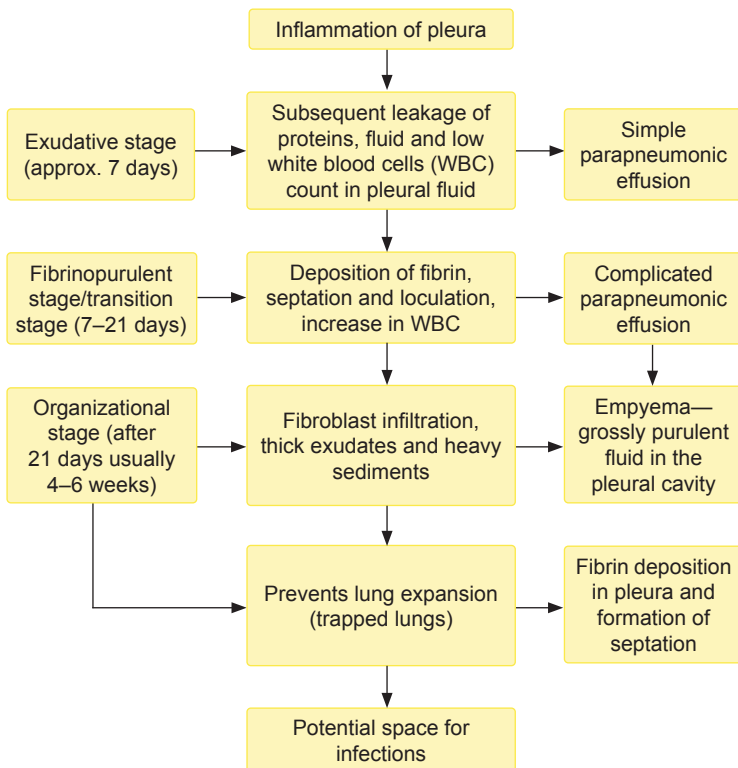 Inflammation of pleura
Exudative stage
(approx. 7 days)
Subsequent leakage of
proteins, fluid and low
white blood cells (WBC)
count in pleural fluid
Simple
parapneumonic
effusion
Fibrinopurulent
stage/transition
stage (7–21 days)
Deposition of fibrin,
septation and loculation,
increase in WBC
Complicated
parapneumonic
effusion
Organizational
stage (after
21 days usually
4–6 weeks)
Fibroblast infiltration,
thick exudates and heavy
sediments
Empyema—
grossly purulent
fluid in the
pleural cavity
Prevents lung expansion
(trapped lungs)
Fibrin deposition
in pleura and
formation of
septation
Potential space for
infections